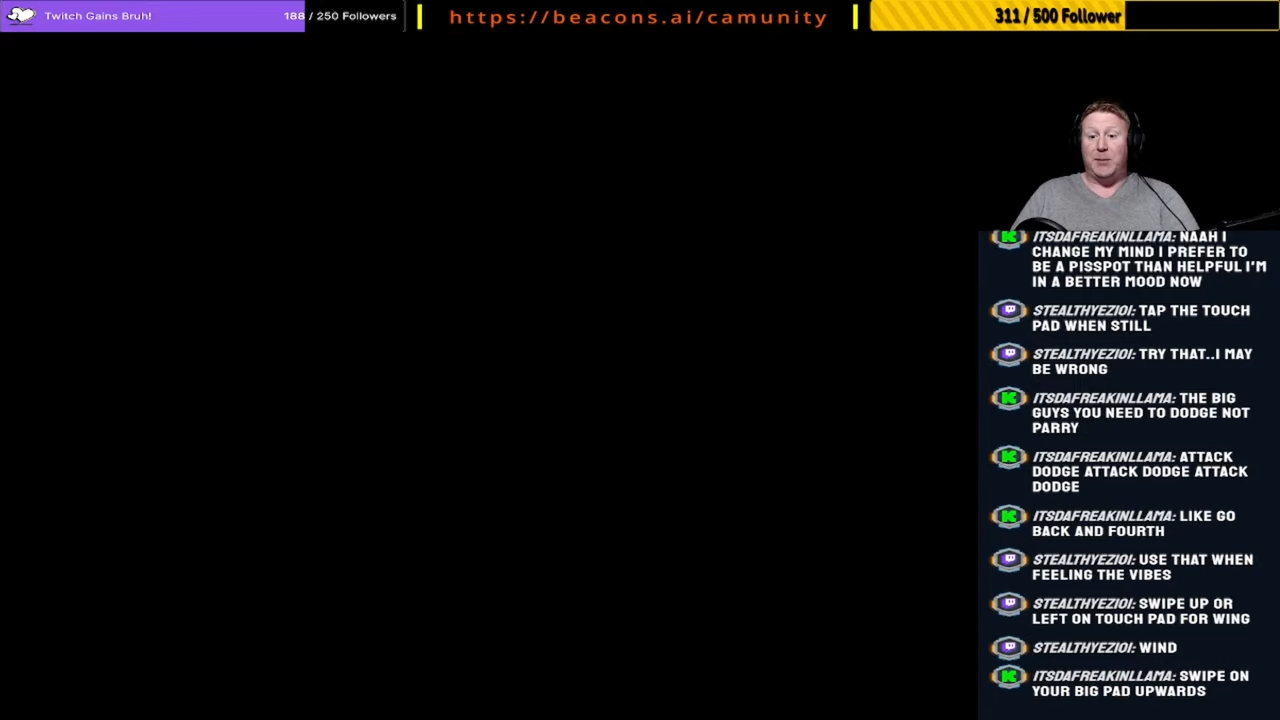 Twitch Gains Bruh!
188 / 250 Followers
https://beacons.ai/camunity
311 / 500 Follower
ITSDAFREAKINLLAMA: NAAH I
CHANGE MY MIND I PREFER TO
BE A PISSPOT THAN HELPFUL I'M
IN A BETTER MOOD NOW
STEALTHYEZIO1: TAP THE TOUCH
PAD WHEN STILL
STEALTHYEZIO1: TRY THAT..I MAY
BE WRONG
ITSDAFREAKINLLAMA: THE BIG
GUYS YOU NEED TO DODGE NOT
PARRY
ITSDAFREAKINLLAMA: ATTACK
DODGE ATTACK DODGE ATTACK
DODGE
ITSDAFREAKINLLAMA: LIKE GO
BACK AND FOURTH
STEALTHYEZIO1: USE THAT WHEN
FEELING THE VIBES
STEALTHYEZIO1: SWIPE UP OR
LEFT ON TOUCH PAD FOR WING
STEALTHYEZIO1: WIND
ITSDAFREAKINLLAMA: SWIPE ON
YOUR BIG PAD UPWARDS